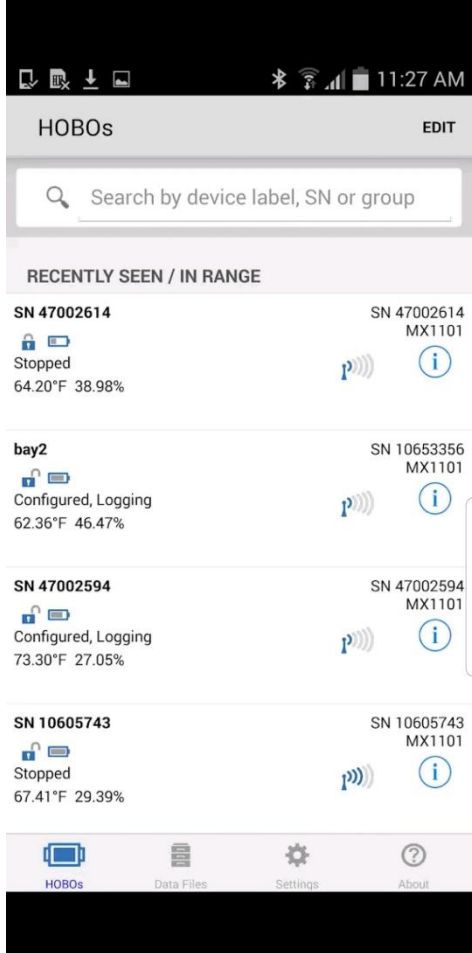 11:27 AM
HOBOs EDIT
Search by device label, SN or group
RECENTLY SEEN / IN RANGE
SN 47002614 SN 47002614
MX1101
Stopped
64.20°F 38.98%
bay2 SN 10653356
MX1101
Configured, Logging
62.36°F 46.47%
SN 47002594 SN 47002594
MX1101
Configured, Logging
73.30°F 27.05%
SN 10605743 SN 10605743
MX1101
Stopped
67.41°F 29.39%
HOBOs Data Files Settings About